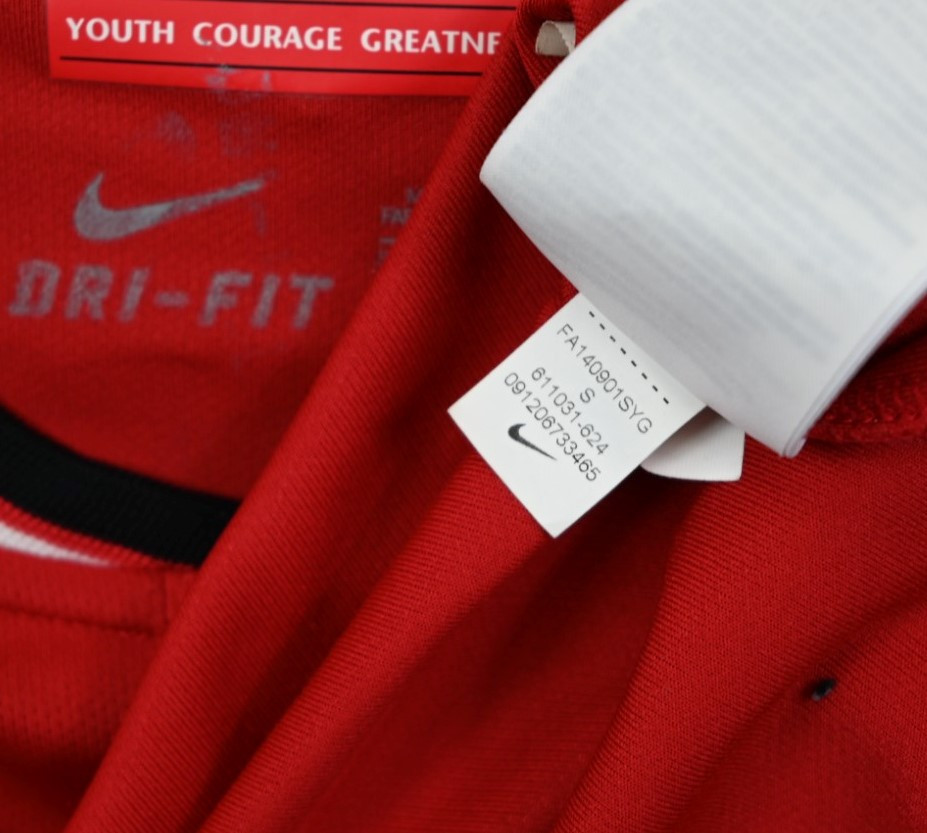 YOUTH COURAGE GREATNE
DRI-FIT
FA140901SYG
S
611031-624
091206733465